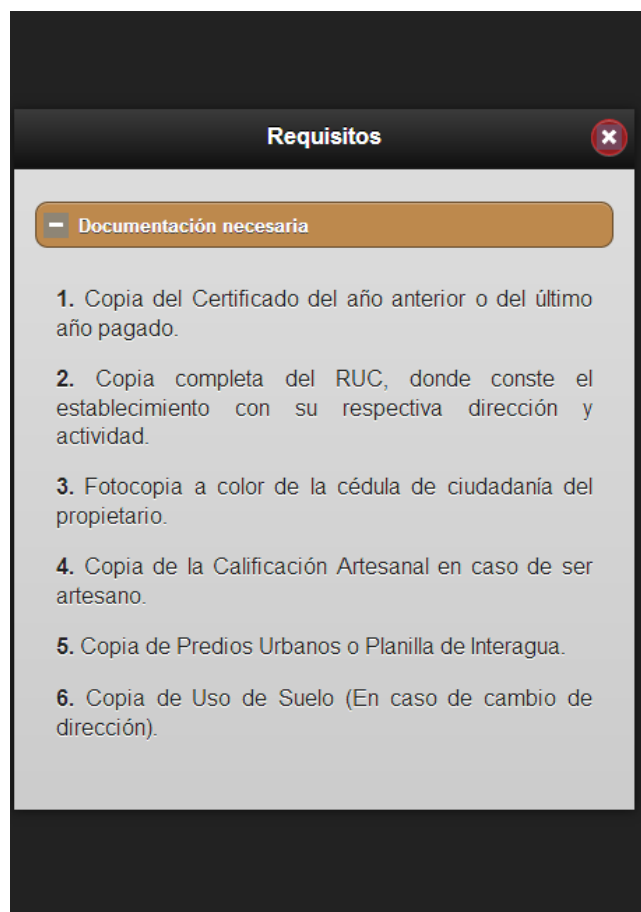 Requisitos
Documentación necesaria
1. Copia del Certificado del año anterior o del último
año pagado.
2. Copia completa del RUC, donde conste el
establecimiento con su respectiva dirección y
actividad.
3. Fotocopia a color de la cédula de ciudadanía del
propietario.
4. Copia de la Calificación Artesanal en caso de ser
artesano.
5. Copia de Predios Urbanos o Planilla de Interagua.
6. Copia de Uso de Suelo (En caso de cambio de
dirección).